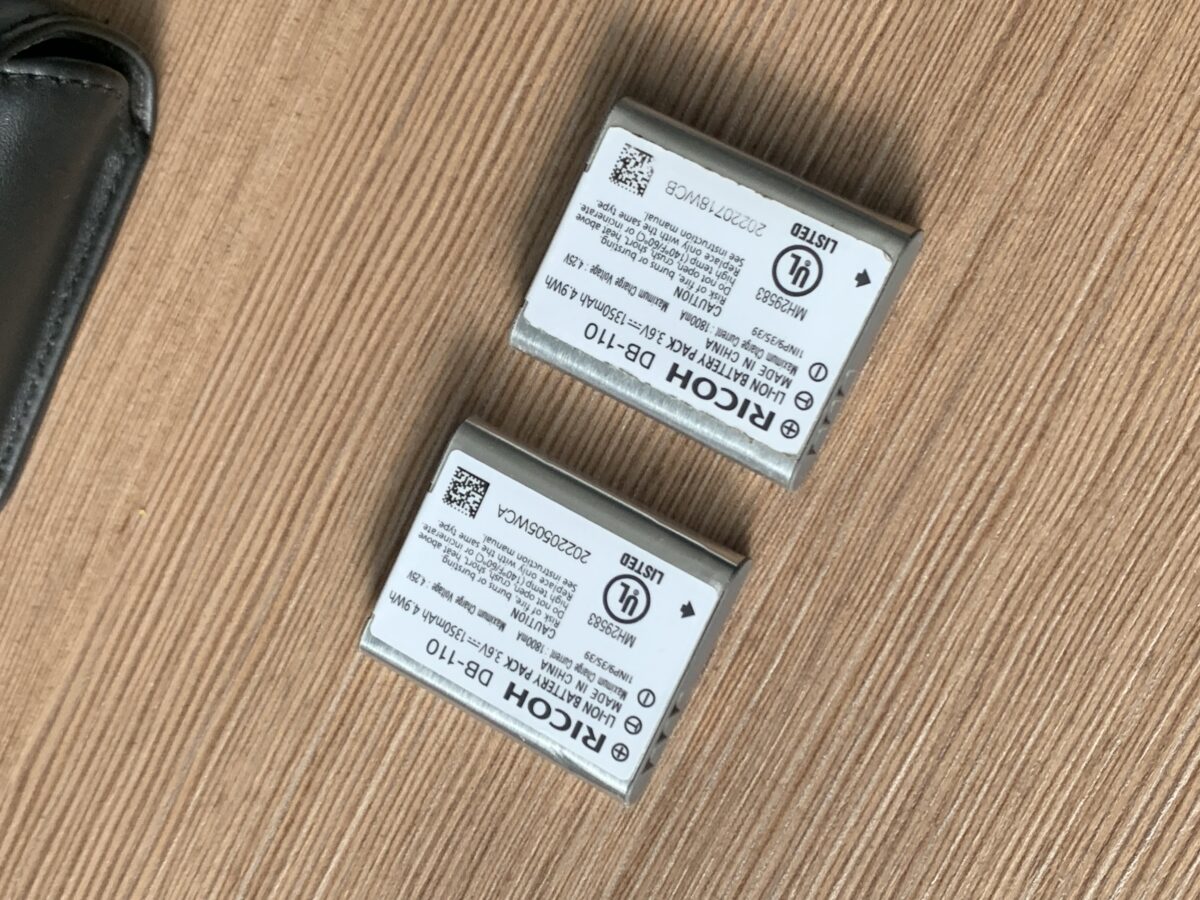 RICOH DB-110
LI-ION BATTERY PACK 3.6V⎓1350mAh 4.9Wh
MADE IN CHINA
Maximum Charge Current : 1800mA Maximum Charge Voltage : 4.25V
1INP9/35/39
CAUTION
Risk of fire, burns or bursting.
Do not open, crush, short, heat above
high temp (140°F/60°C) or incinerate
Replace only with the same type.
See instruction manual.
MH29583
UL
LISTED
20220718WCB
RICOH DB-110
LI-ION BATTERY PACK 3.6V⎓1350mAh 4.9Wh
MADE IN CHINA
Maximum Charge Current : 1800mA Maximum Charge Voltage : 4.25V
1INP9/35/39
CAUTION
Risk of fire, burns or bursting
Do not open, crush, short, heat above
high temp (140°F/60°C) or incinerate
Replace only with the same type.
See instruction manual.
MH29583
UL
LISTED
20220505WCA